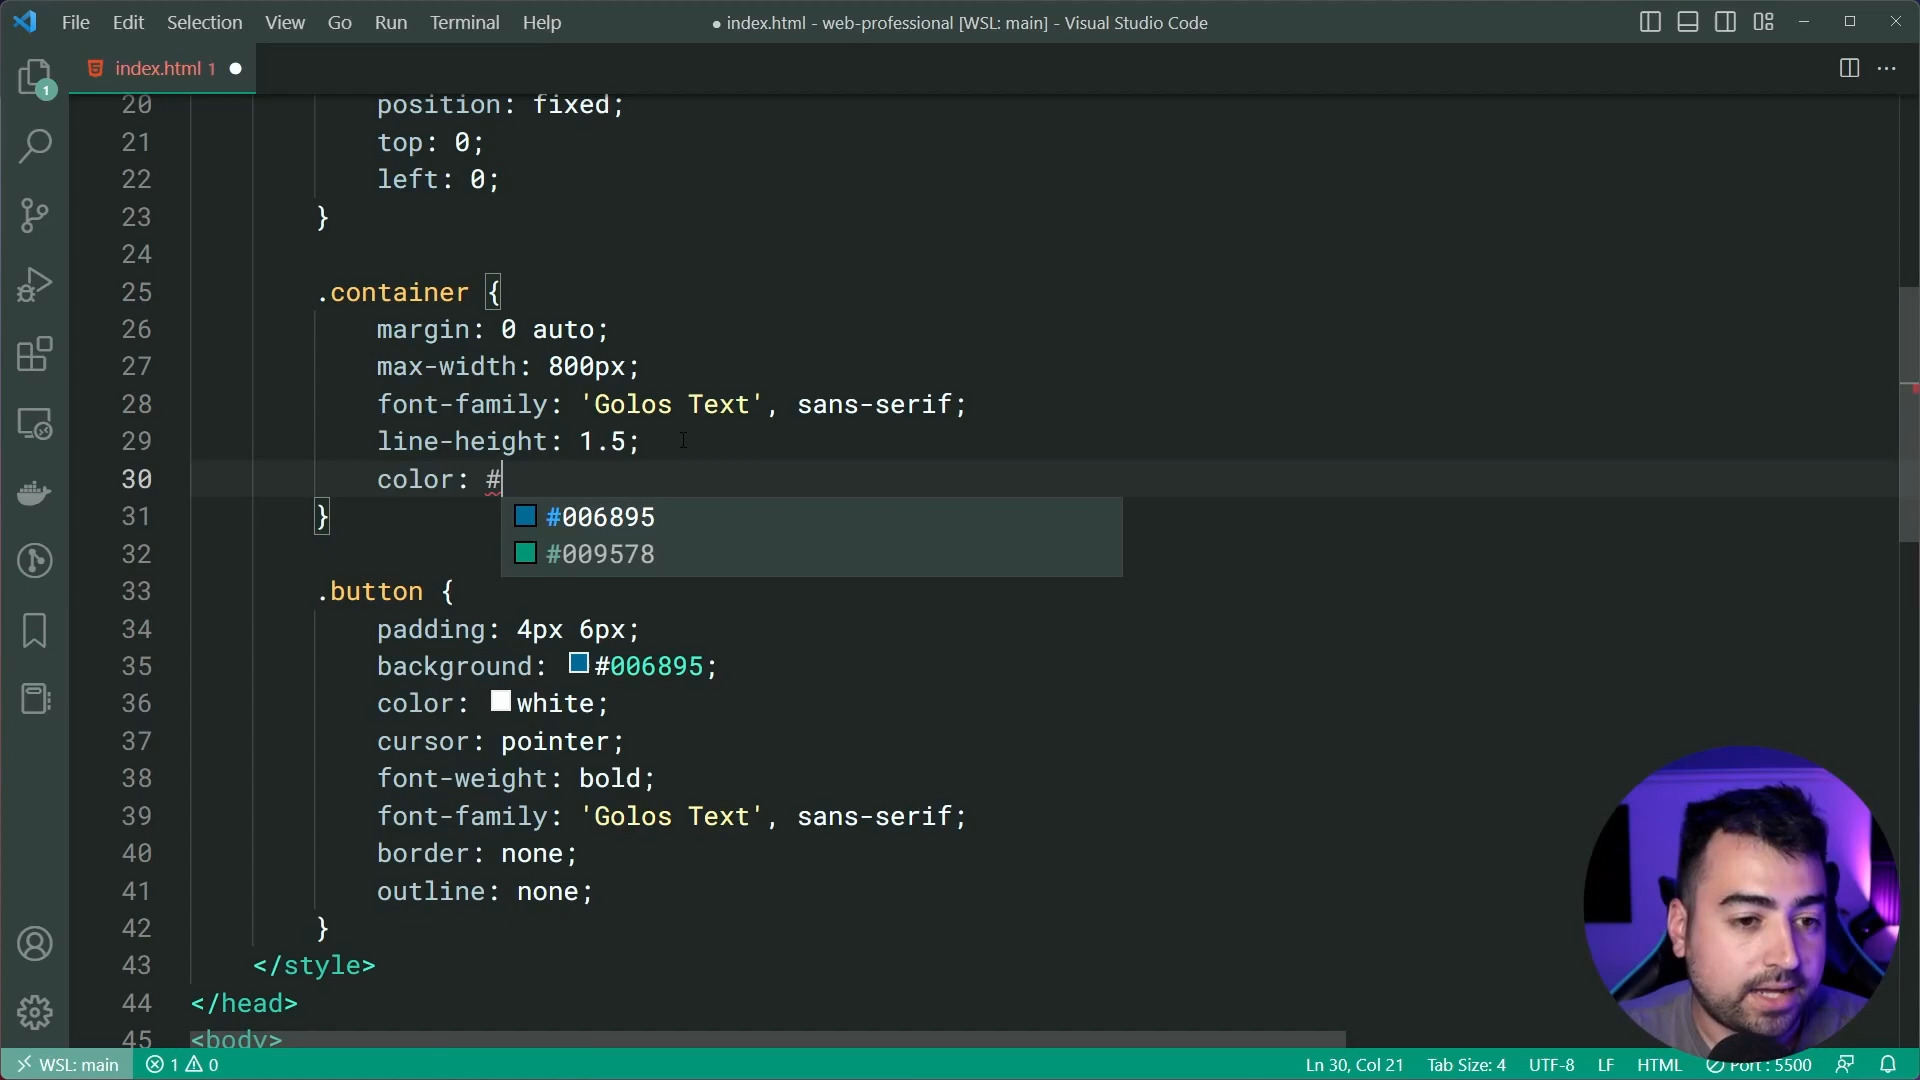 File Edit Selection View Go Run Terminal Help
● index.html - web-professional [WSL: main] - Visual Studio Code
index.html 1 ●
1
20 position: fixed;
21 top: 0;
22 left: 0;
23 }
24
25 .container {
26 margin: 0 auto;
27 max-width: 800px;
28 font-family: 'Golos Text', sans-serif;
29 line-height: 1.5;
30 color: #
#006895
#009578
31 }
32
33 .button {
34 padding: 4px 6px;
35 background: #006895;
36 color: white;
37 cursor: pointer;
38 font-weight: bold;
39 font-family: 'Golos Text', sans-serif;
40 border: none;
41 outline: none;
42 }
43 </style>
44 </head>
45 <body>
WSL: main 1 0 Ln 30, Col 21 Tab Size: 4 UTF-8 LF HTML Port : 5500